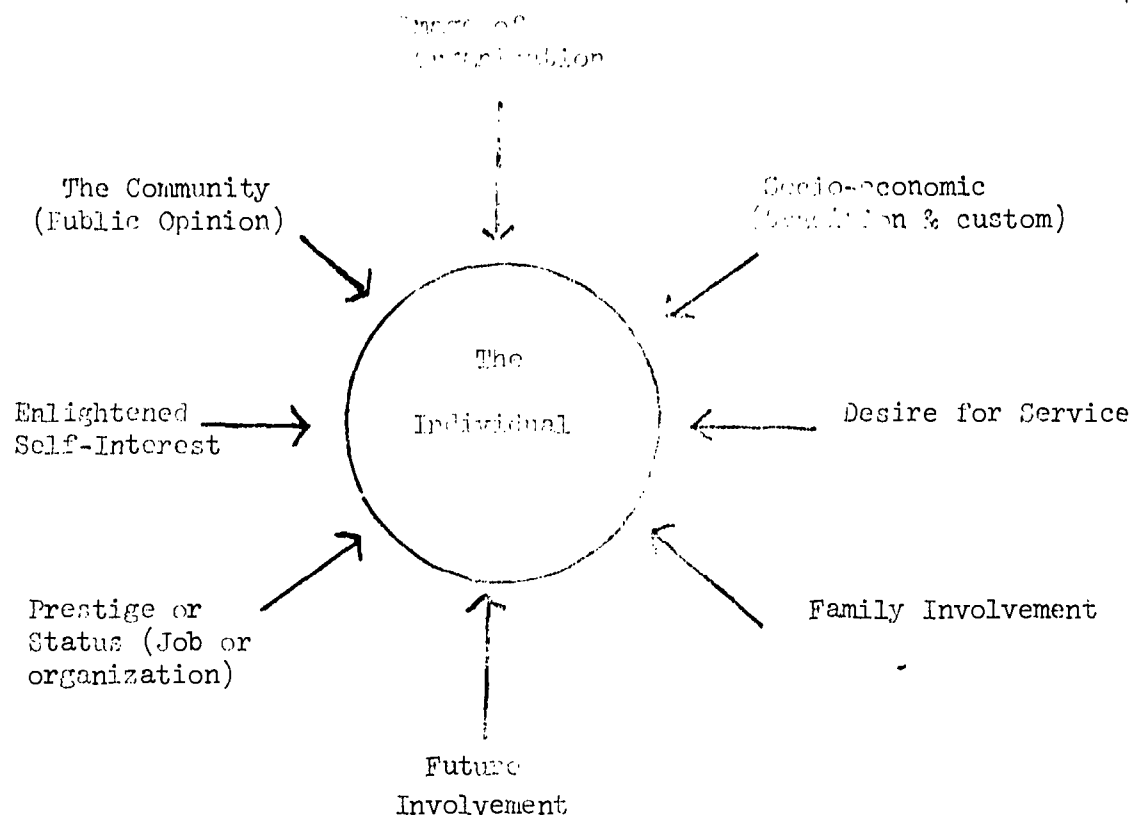 of
The Community
(Public Opinion)
Socio-economic
& custom)
The
Individual
Enlightened
Self-Interest
Desire for Service
Prestige or
Status (Job or
organization)
Family Involvement
Future
Involvement